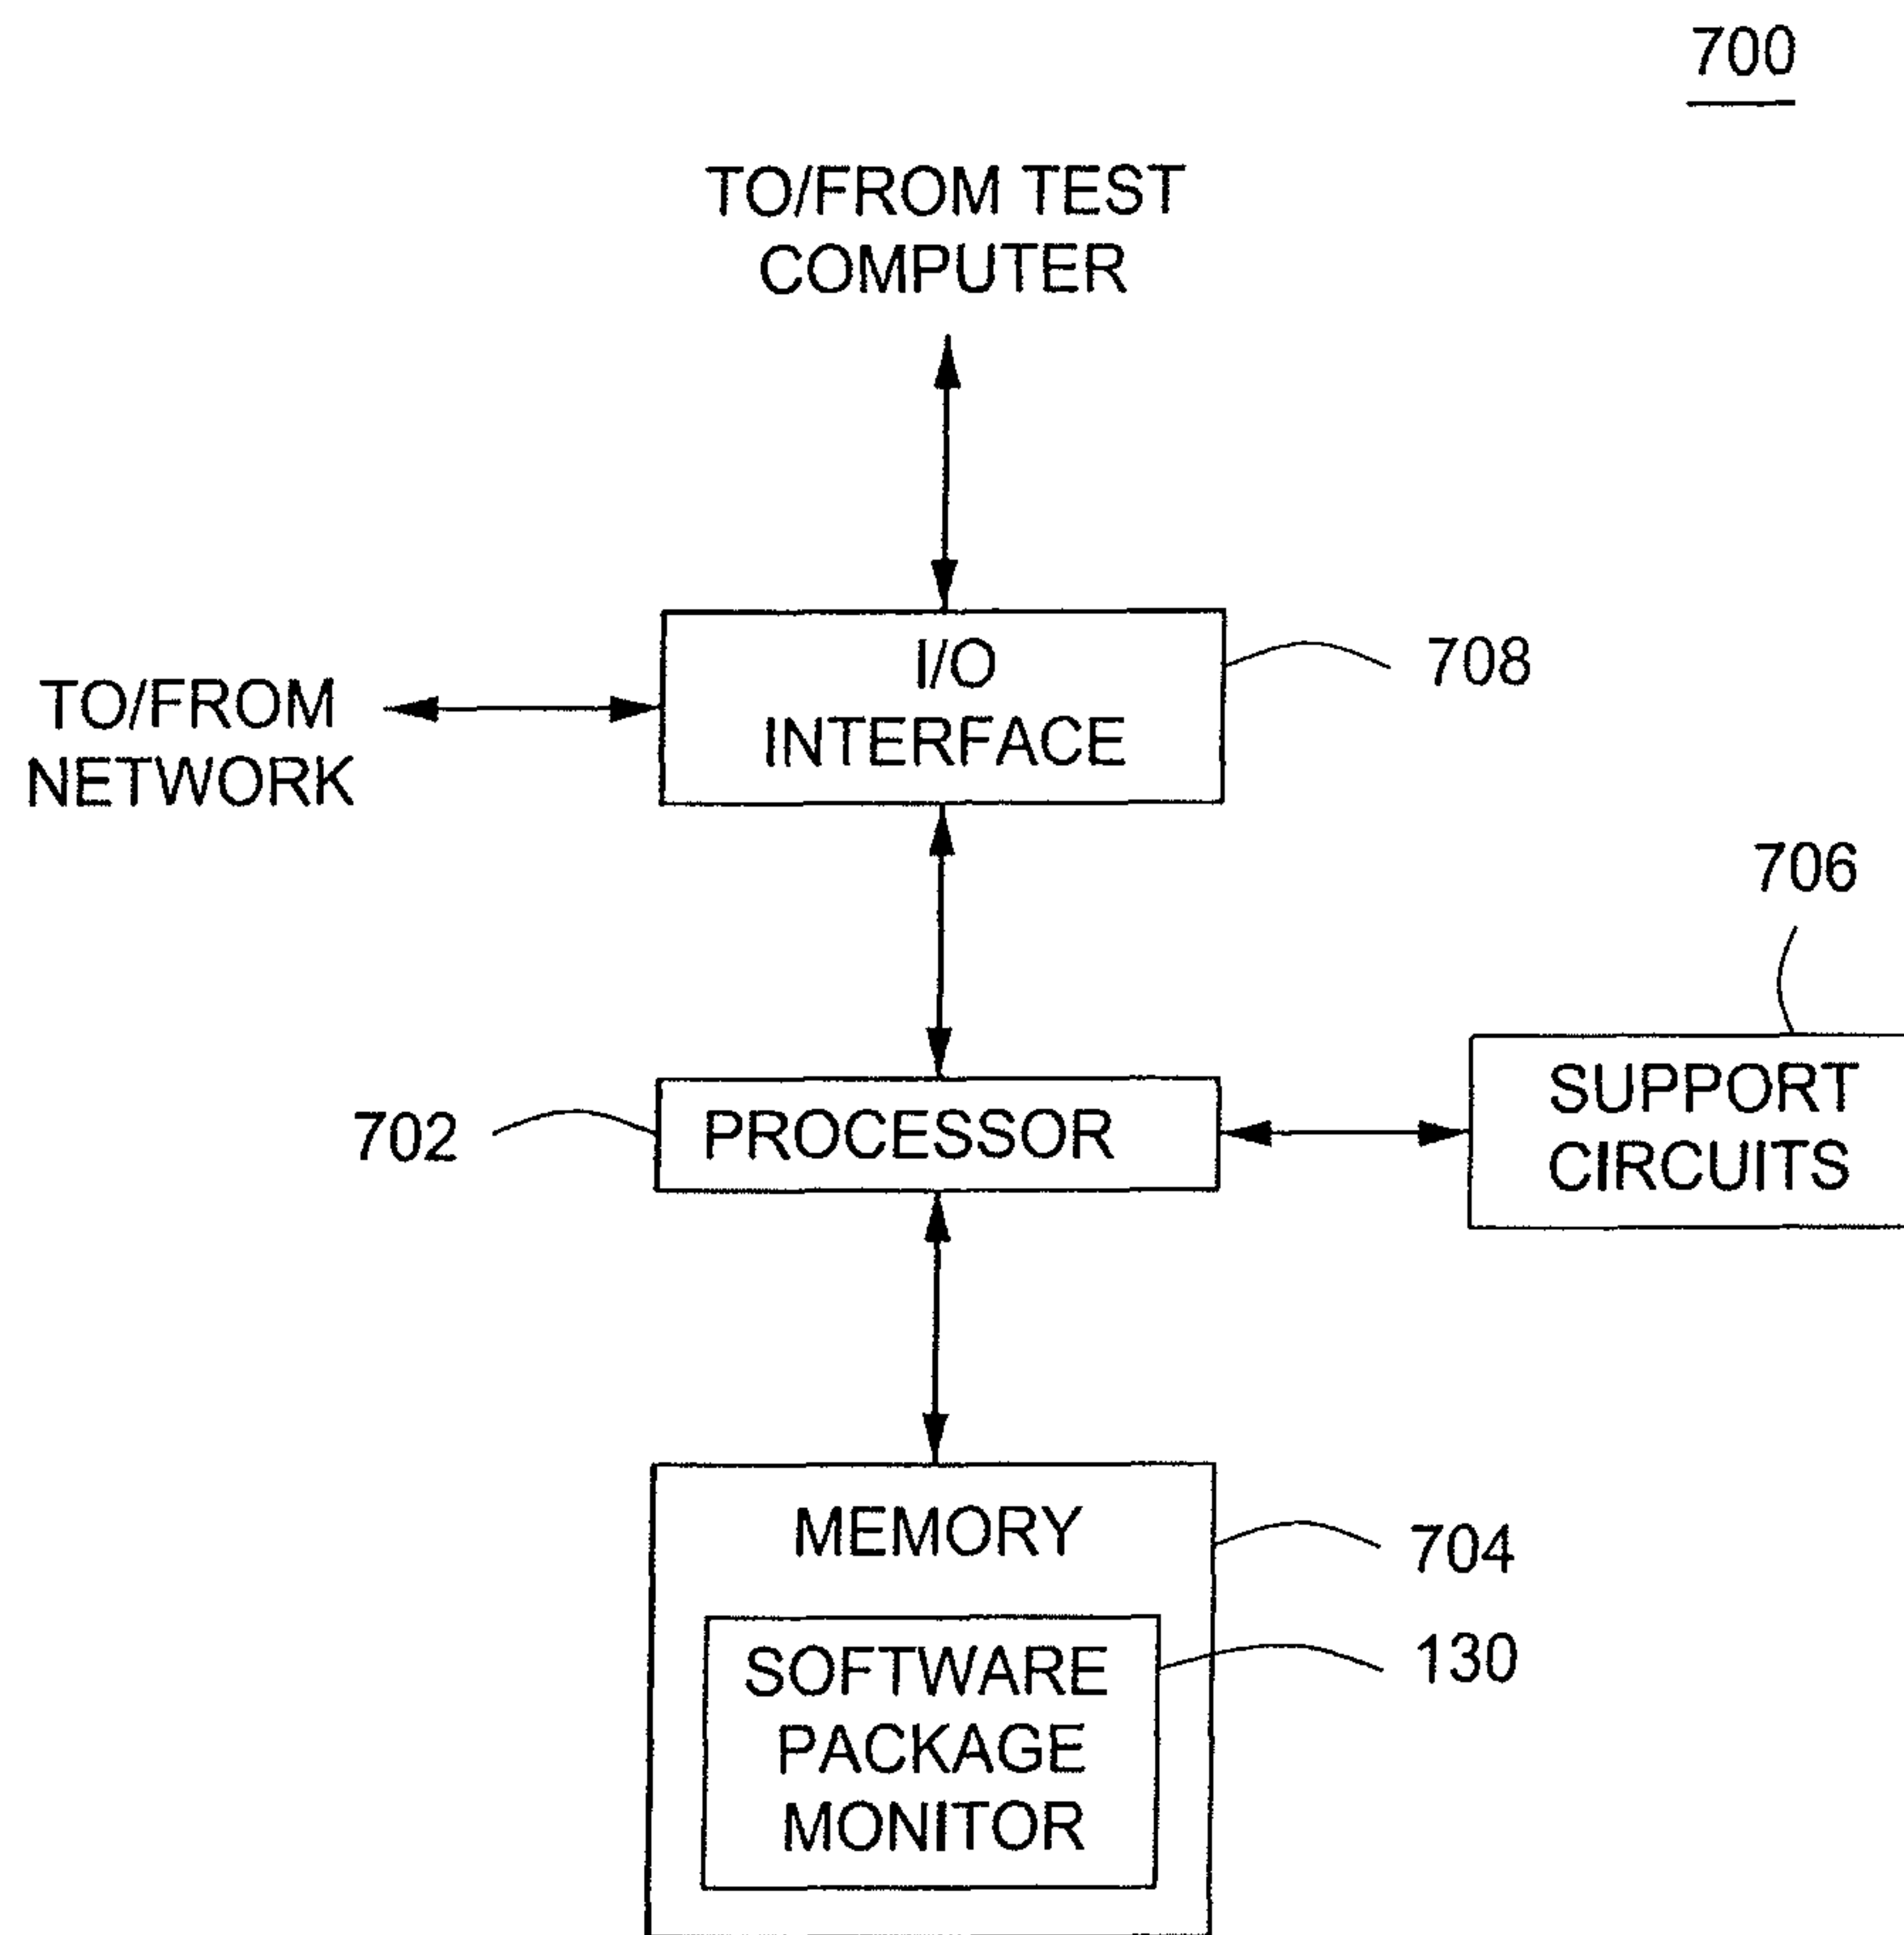 700
TO/FROM TEST
COMPUTER
I/O
INTERFACE
708
TO/FROM
NETWORK
706
702
PROCESSOR
SUPPORT
CIRCUITS
MEMORY
704
SOFTWARE
PACKAGE
MONITOR
130